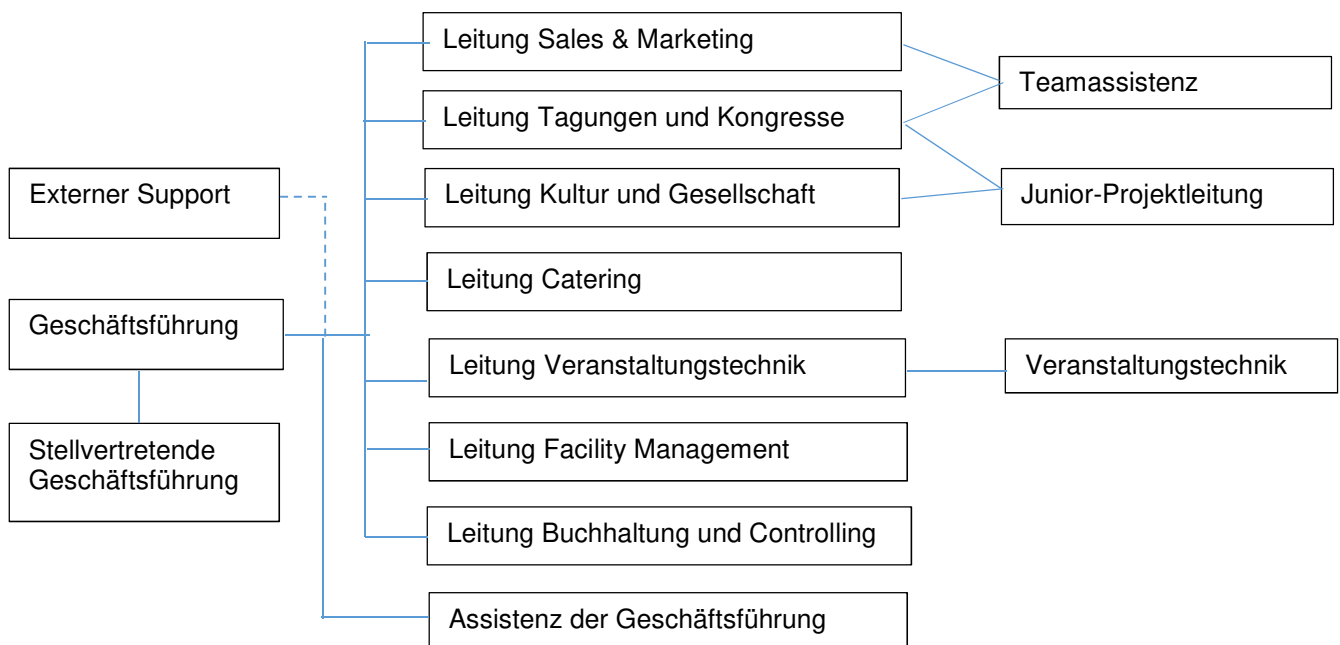 Leitung Sales & Marketing
Teamassistenz
Leitung Tagungen und Kongresse
Externer Support
Leitung Kultur und Gesellschaft
Junior-Projektleitung
Leitung Catering
Geschäftsführung
Leitung Veranstaltungstechnik
Veranstaltungstechnik
Stellvertretende
Geschäftsführung
Leitung Facility Management
Leitung Buchhaltung und Controlling
Assistenz der Geschäftsführung